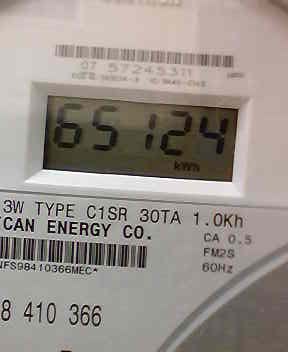 07 57245311
65124
kWh
3W TYPE C1SR 30TA 1.0Kh
CAN ENERGY CO.
CA 0.5
FM2S
60Hz
NFS98410366MEC*
8 410 366